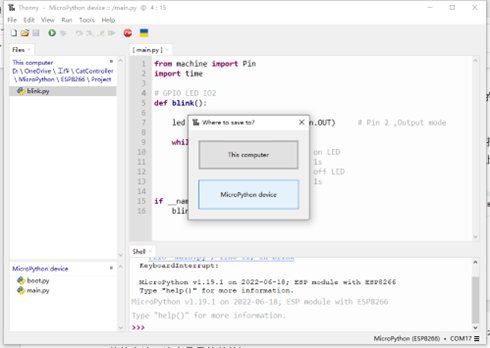 Thonny - MicroPython device :: /main.py @ 4 : 15
File Edit View Run Tools Help
Files
This computer
D: \ OneDrive \ 工作 \ CatController
\ MicroPython \ ESP8266 \ Project
blink.py
MicroPython device
boot.py
main.py
[ main.py ]
1 from machine import Pin
2 import time
3
4 # GPIO LED IO2
5 def blink():
6
7 led n.OUT) # Pin 2 ,Output mode
8
9 whil
10 on LED
11 1s
12 off LED
13 1s
14
15 if __nam
16 blin
Where to save to?
This computer
MicroPython device
Shell
KeyboardInterrupt:
MicroPython v1.19.1 on 2022-06-18; ESP module with ESP8266
Type "help()" for more information.
MicroPython v1.19.1 on 2022-06-18; ESP module with ESP8266
Type "help()" for more information.
>>>
MicroPython (ESP8266) • COM17